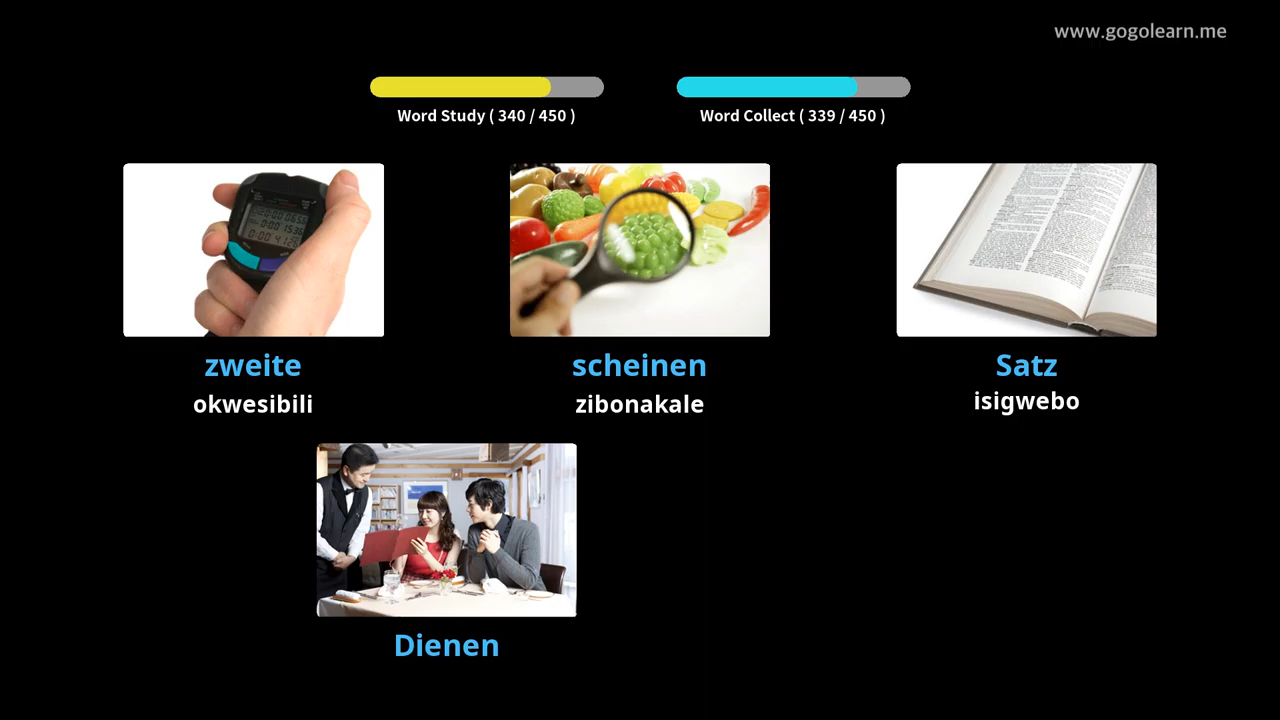 www.gogolearn.me
Word Study ( 340 / 450 )
Word Collect ( 339 / 450 )
zweite
okwesibili
scheinen
zibonakale
Satz
isigwebo
Dienen